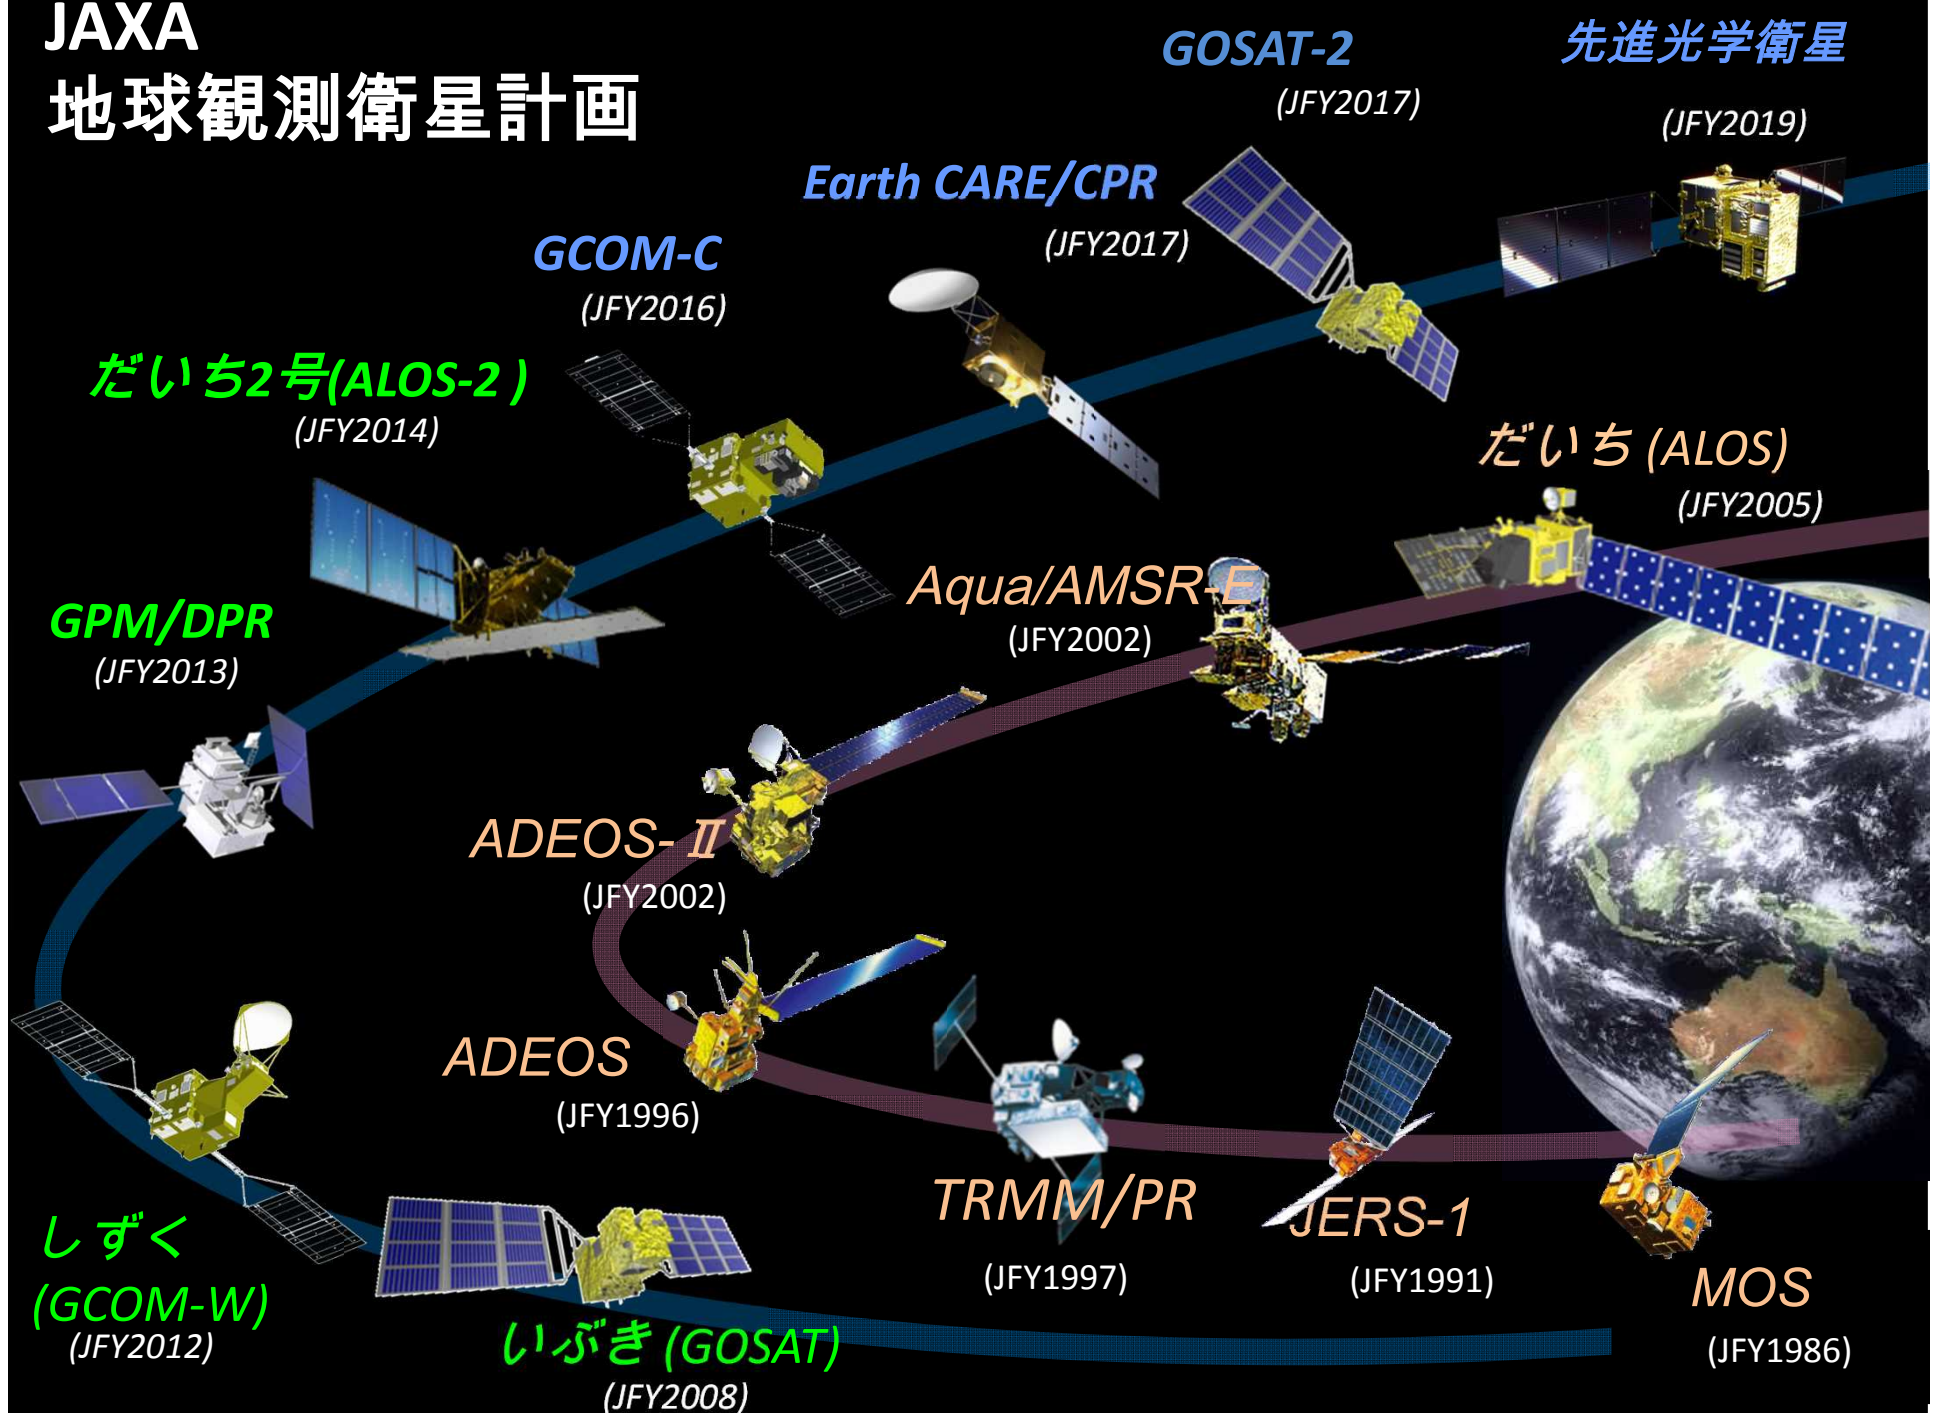 JAXA
地球観測衛星計画
GOSAT-2
(JFY2017)
先進光学衛星
(JFY2019)
Earth CARE/CPR
(JFY2017)
GCOM-C
(JFY2016)
だいち2号(ALOS-2 )
(JFY2014)
だいち (ALOS)
(JFY2005)
Aqua/AMSR-E
(JFY2002)
GPM/DPR
(JFY2013)
ADEOS-Ⅱ
(JFY2002)
ADEOS
(JFY1996)
TRMM/PR
(JFY1997)
JERS-1
(JFY1991)
MOS
(JFY1986)
しずく
(GCOM-W)
(JFY2012)
いぶき (GOSAT)
(JFY2008)